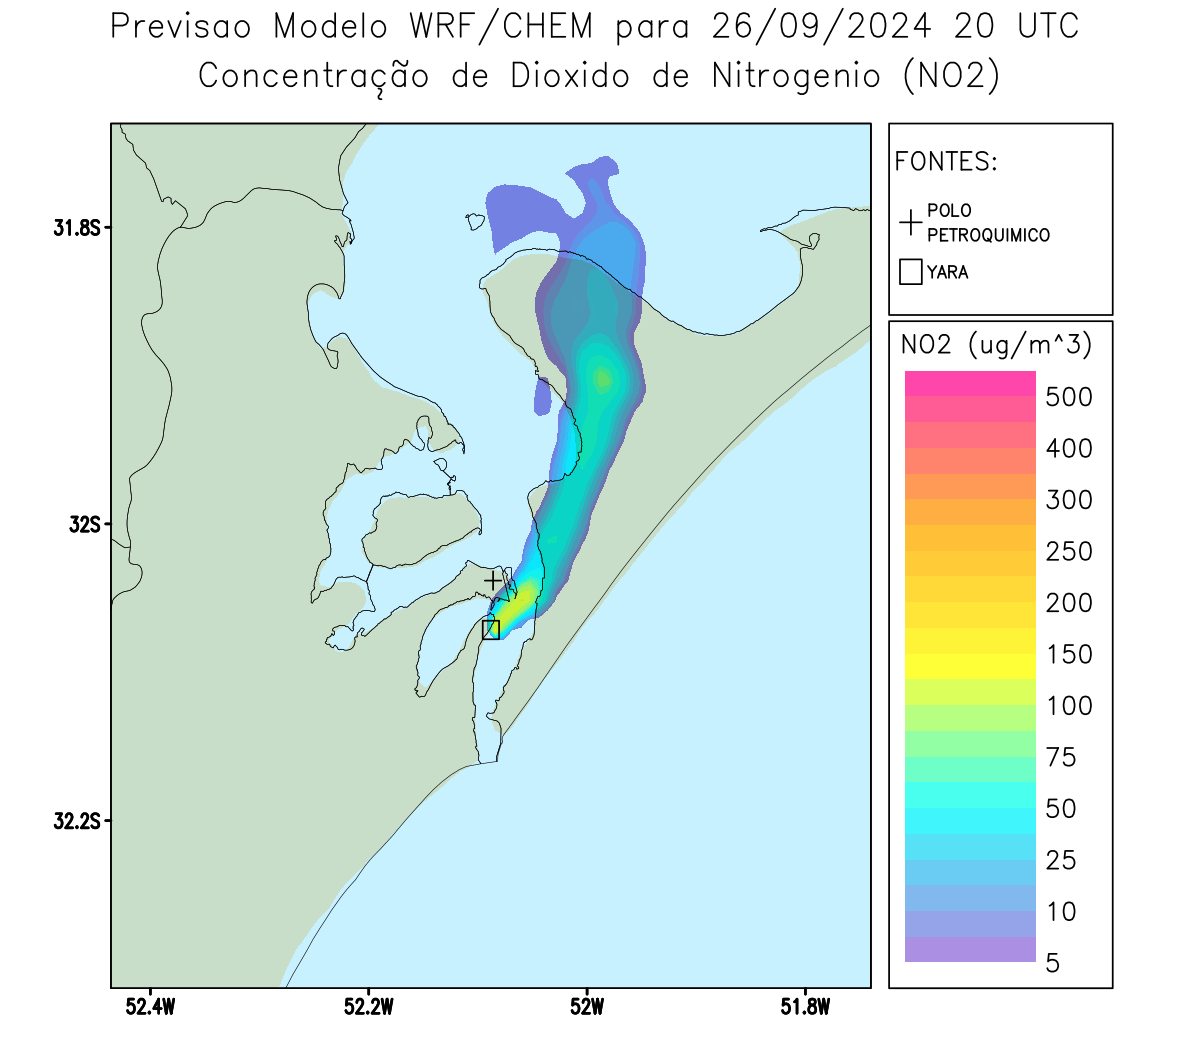 Previsao Modelo WRF/CHEM para 26/09/2024 20 UTC
Concentração de Dioxido de Nitrogenio (NO2)
FONTES:
POLO
PETROQUIMICO
YARA
NO2 (ug/m^3)
500
400
300
250
200
150
100
75
50
25
10
5
31.8S
32S
32.2S
52.4W
52.2W
52W
51.8W